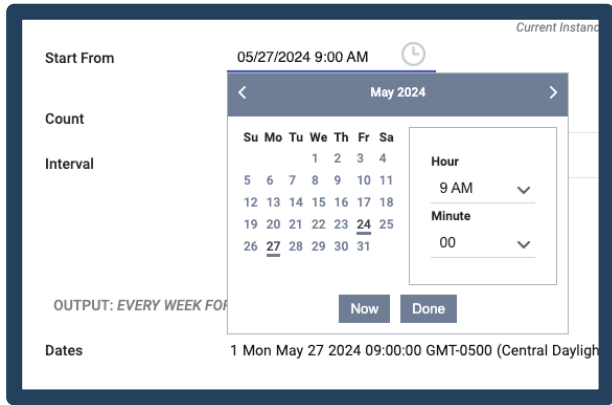 Current Instanc
Start From 05/27/2024 9:00 AM
May 2024
Count
Su Mo Tu We Th Fr Sa
1 2 3 4
Interval
Hour
5 6 7 8 9 10 11
9 AM
12 13 14 15 16 17 18
Minute
19 20 21 22 23 24 25
00
26 27 28 29 30 31
OUTPUT: EVERY WEEK FOR
Now Done
Dates 1 Mon May 27 2024 09:00:00 GMT-0500 (Central Dayligh